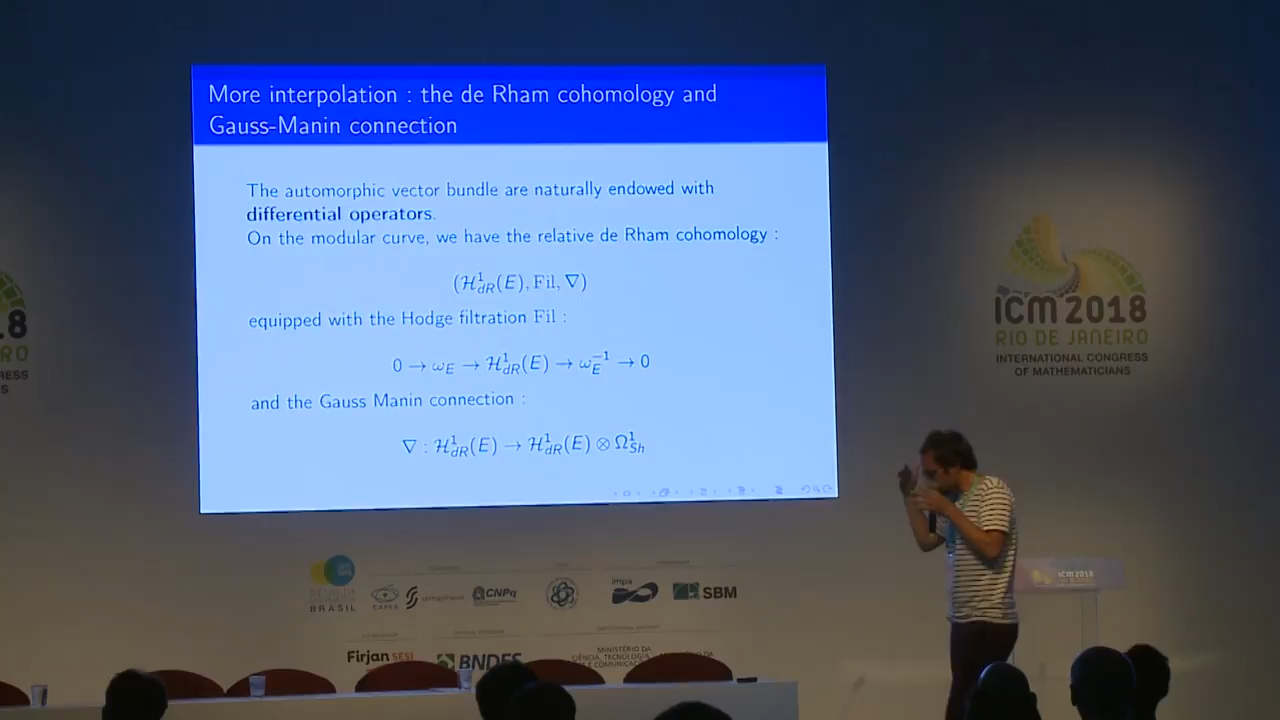 More interpolation : the de Rham cohomology and
Gauss-Manin connection
The automorphic vector bundle are naturally endowed with
differential operators.
On the modular curve, we have the relative de Rham cohomology :
(ℋ¹_dR(E), Fil, ∇)
equipped with the Hodge filtration Fil :
0 → ω_E → ℋ¹_dR(E) → ω_E⁻¹ → 0
and the Gauss Manin connection :
∇ : ℋ¹_dR(E) → ℋ¹_dR(E) ⊗ Ω¹_Sh
ICM 2018
RIO DE JANEIRO
INTERNATIONAL CONGRESS
OF MATHEMATICIANS
18
RO
RESS
S
ICM 2018
BRASIL
CAPES
CNPq
impa
SBM
Firjan SESI
BNDES
MINISTÉRIO DA
CIÊNCIA, TECNOLOGIA